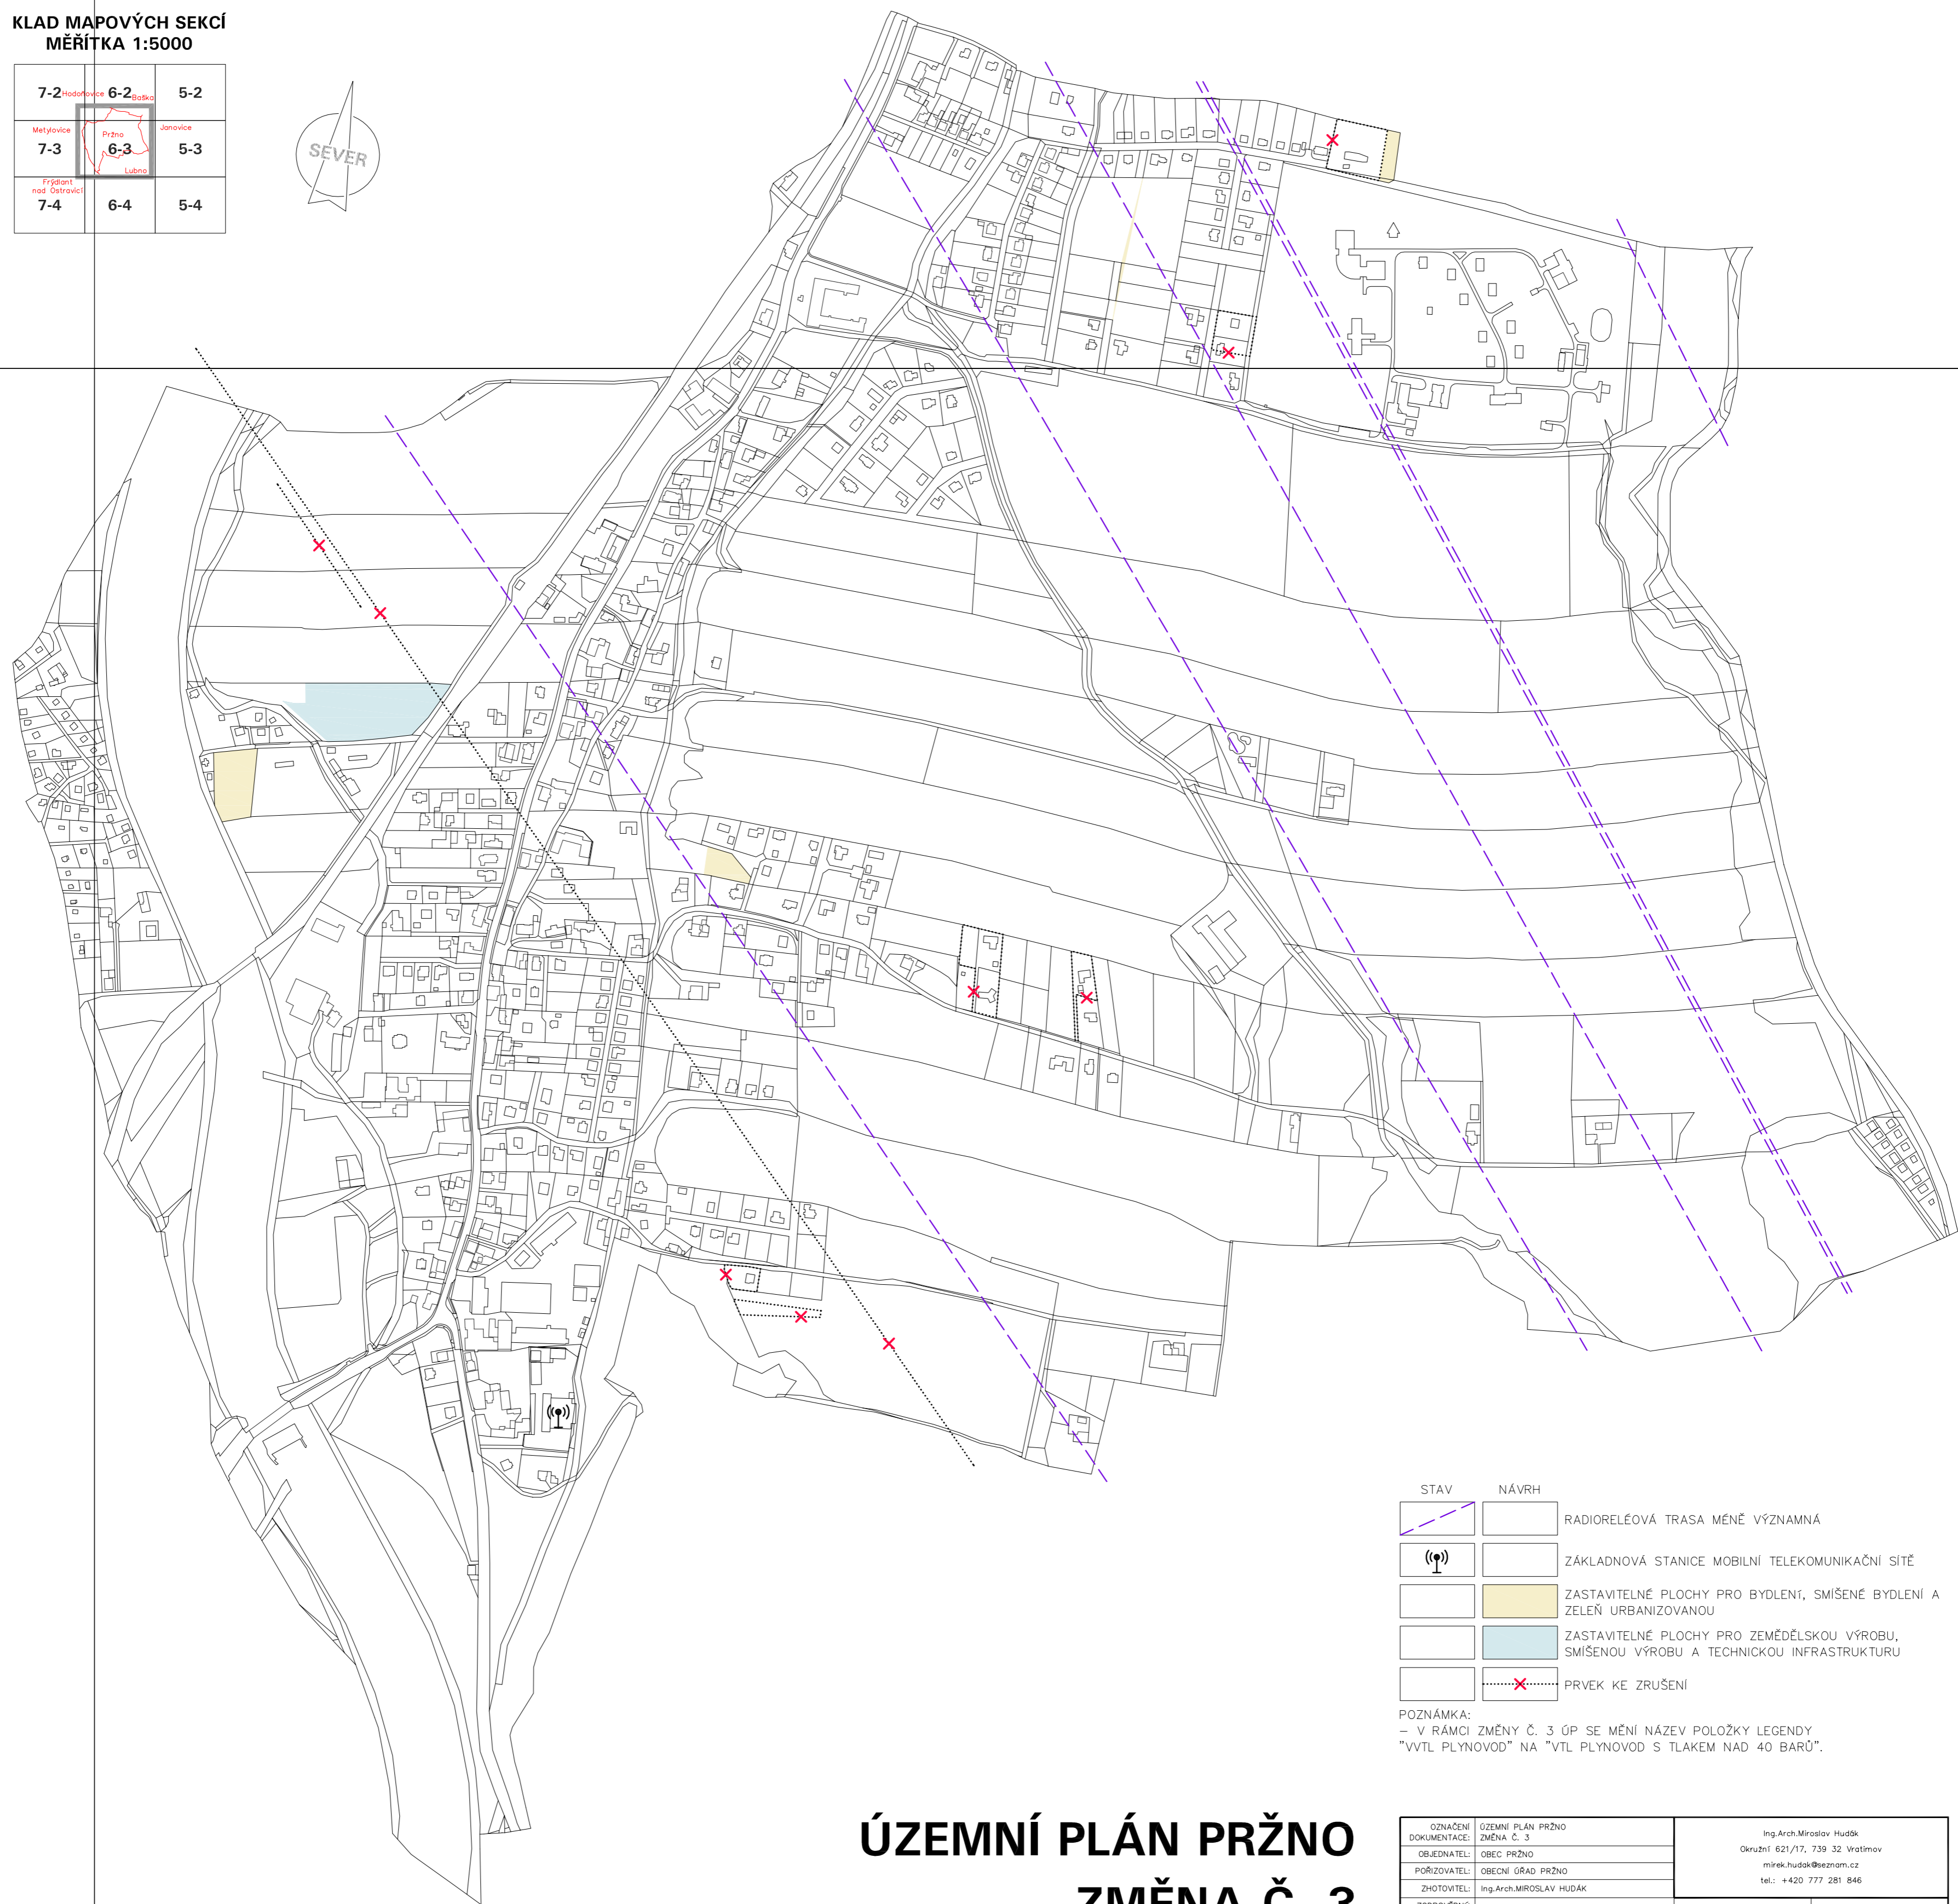 KLAD MAPOVÝCH SEKCÍ
MĚŘÍTKA 1:5000
7-2 Hodoňovice 6-2 Baška 5-2
Metylovice Pržno Janovice
7-3 6-3 5-3
Lubno
Frýdlant
nad Ostravicí
7-4 6-4 5-4
SEVER
STAV NÁVRH
RADIORELÉOVÁ TRASA MÉNĚ VÝZNAMNÁ
ZÁKLADNOVÁ STANICE MOBILNÍ TELEKOMUNIKAČNÍ SÍTĚ
ZASTAVITELNÉ PLOCHY PRO BYDLENÍ, SMÍŠENÉ BYDLENÍ A
ZELEŇ URBANIZOVANOU
ZASTAVITELNÉ PLOCHY PRO ZEMĚDĚLSKOU VÝROBU,
SMÍŠENOU VÝROBU A TECHNICKOU INFRASTRUKTURU
PRVEK KE ZRUŠENÍ
POZNÁMKA:
– V RÁMCI ZMĚNY Č. 3 ÚP SE MĚNÍ NÁZEV POLOŽKY LEGENDY
"VVTL PLYNOVOD" NA "VTL PLYNOVOD S TLAKEM NAD 40 BARŮ".
ÚZEMNÍ PLÁN PRŽNO
ZMĚNA Č. 3
OZNAČENÍ DOKUMENTACE: ÚZEMNÍ PLÁN PRŽNO
ZMĚNA Č. 3
OBJEDNATEL: OBEC PRŽNO
POŘIZOVATEL: OBECNÍ ÚŘAD PRŽNO
ZHOTOVITEL: Ing.Arch.MIROSLAV HUDÁK
Ing.Arch.Miroslav Hudák
Okružní 621/17, 739 32 Vratimov
mirek.hudak@seznam.cz
tel.: +420 777 281 846